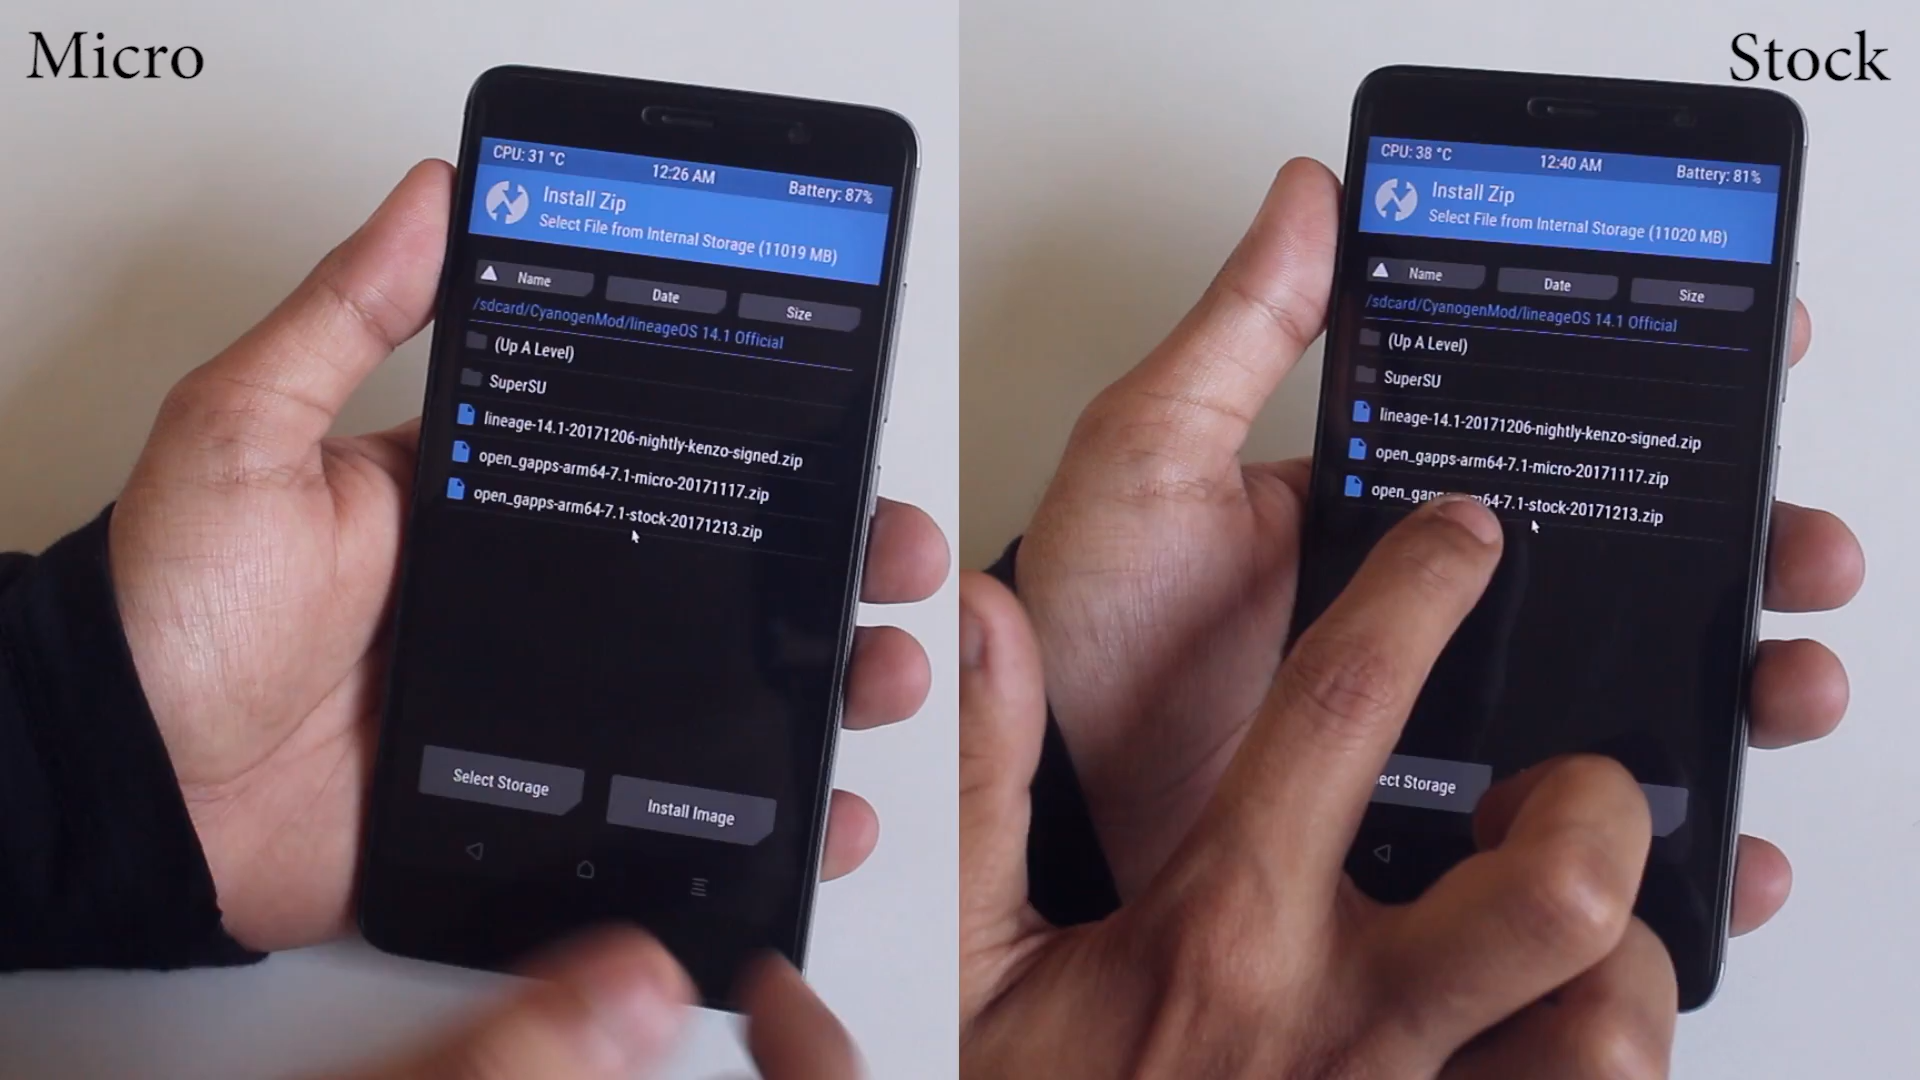 Micro
CPU: 31 °C
12:26 AM
Battery: 87%
Install Zip
Select File from Internal Storage (11019 MB)
Name
Date
Size
/sdcard/CyanogenMod/lineageOS 14.1 Official
(Up A Level)
SuperSU
lineage-14.1-20171206-nightly-kenzo-signed.zip
open_gapps-arm64-7.1-micro-20171117.zip
open_gapps-arm64-7.1-stock-20171213.zip
Select Storage
Install Image
Stock
CPU: 38 °C
12:40 AM
Battery: 81%
Install Zip
Select File from Internal Storage (11020 MB)
Name
Date
Size
/sdcard/CyanogenMod/lineageOS 14.1 Official
(Up A Level)
SuperSU
lineage-14.1-20171206-nightly-kenzo-signed.zip
open_gapps-arm64-7.1-micro-20171117.zip
open_gapps-arm64-7.1-stock-20171213.zip
ect Storage